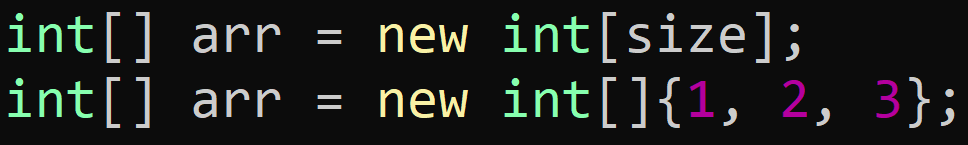 int[] arr = new int[size];
int[] arr = new int[]{1, 2, 3};